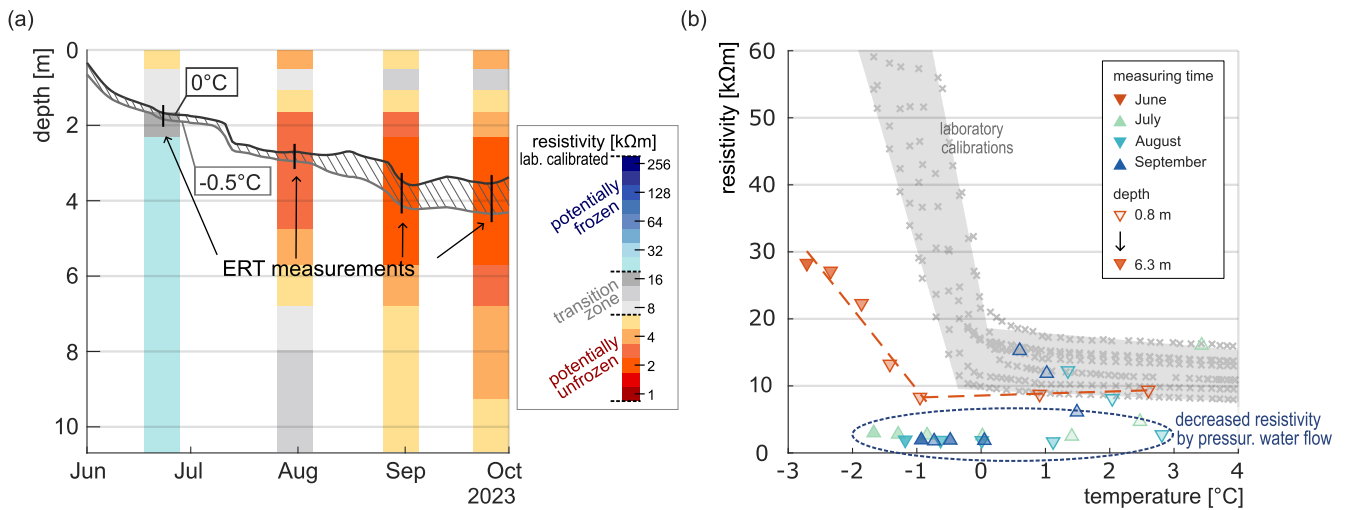 (a)
0
2
4
6
8
10
depth [m]
0°C
-0.5°C
ERT measurements
Jun
Jul
Aug
Sep
Oct
2023
resistivity [kΩm]
lab. calibrated
256
128
64
32
16
8
4
2
1
potentially
frozen
transition
zone
potentially
unfrozen
(b)
60
50
40
30
20
10
0
resistivity [kΩm]
laboratory
calibrations
measuring time
June
July
August
September
depth
0.8 m
6.3 m
decreased resistivity
by pressur. water flow
-3
-2
-1
0
1
2
3
4
temperature [°C]